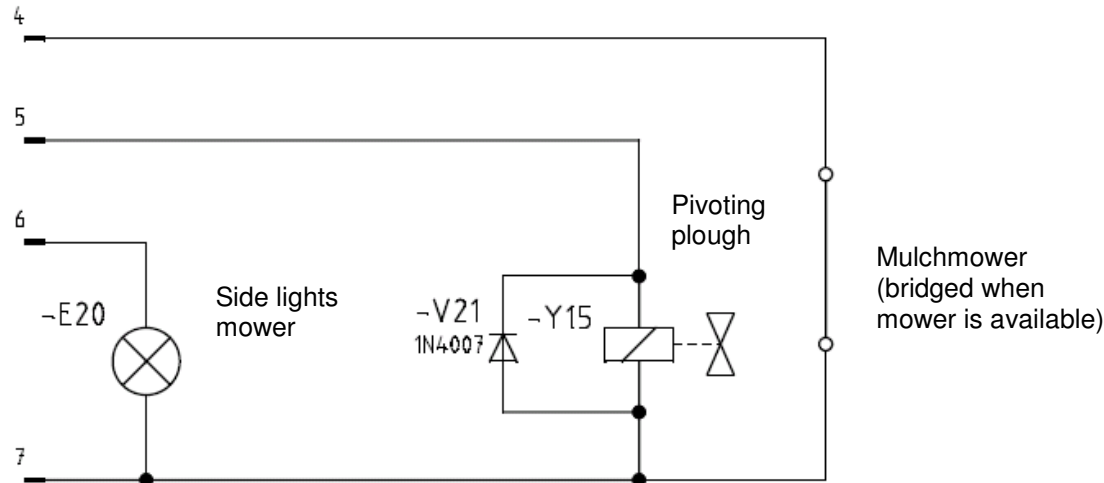 4
5
6
7
¬E20
Side lights
mower
¬V21
1N4007
¬Y15
Pivoting
plough
Mulchmower
(bridged when
mower is available)